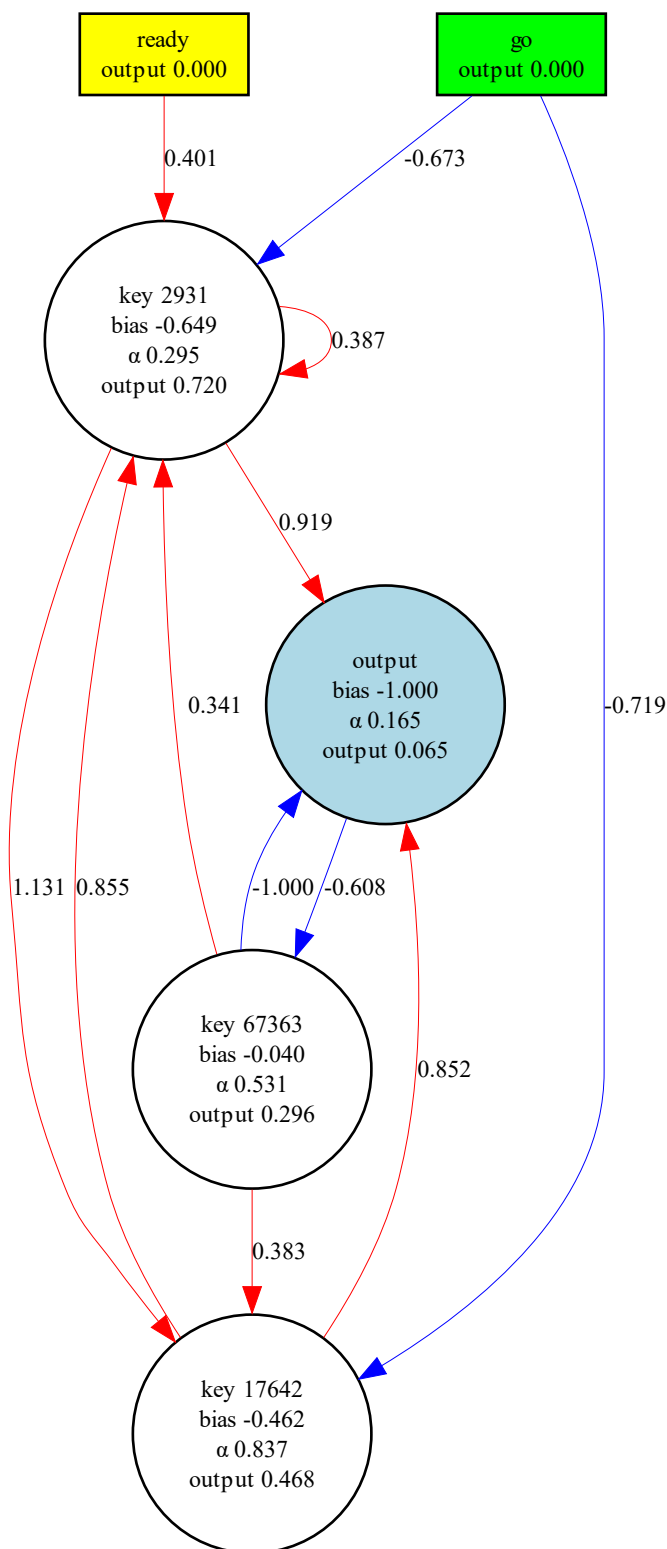 ready
output 0.000
go
output 0.000
0.401
-0.673
key 2931
bias -0.649
α 0.295
output 0.720
0.387
0.919
output
bias -1.000
α 0.165
output 0.065
0.341
-0.719
1.131
0.855
-1.000
-0.608
0.852
key 67363
bias -0.040
α 0.531
output 0.296
0.383
key 17642
bias -0.462
α 0.837
output 0.468